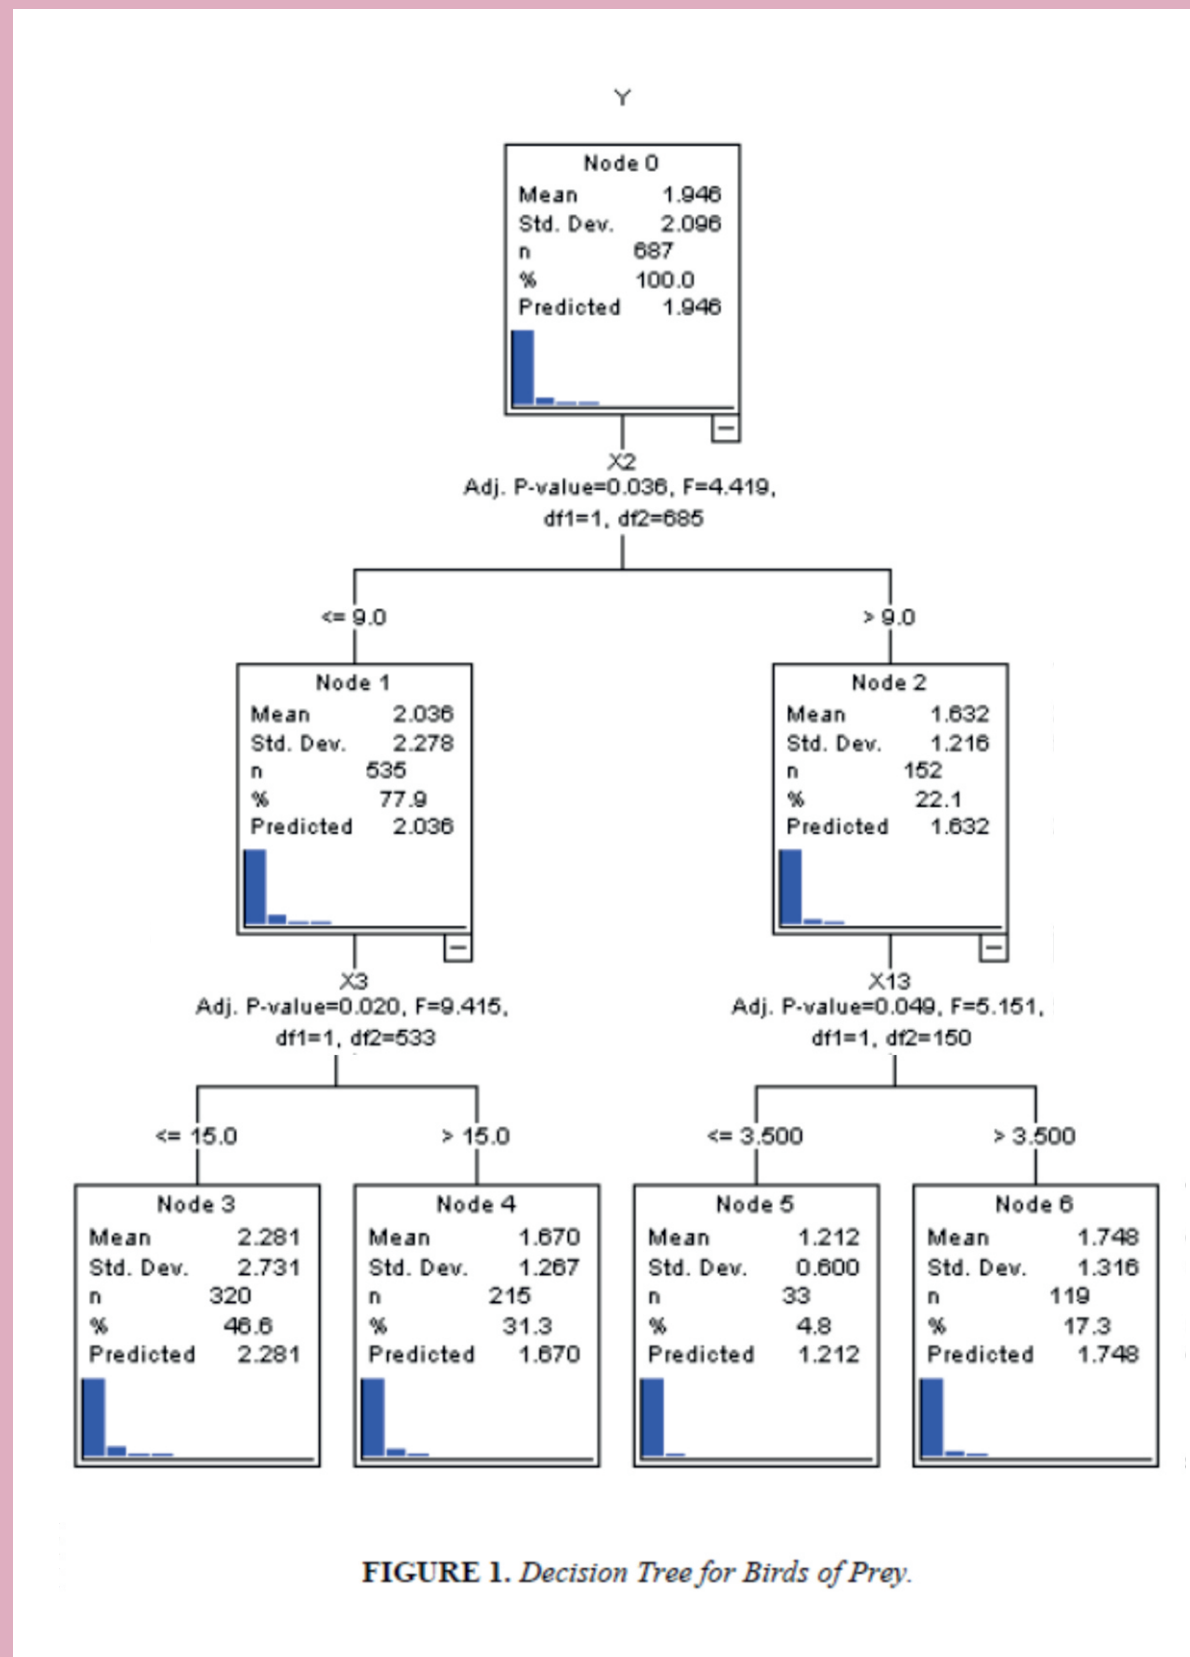 Y
Node 0
Mean 1.946
Std. Dev. 2.096
n 687
% 100.0
Predicted 1.946
X2
Adj. P-value=0.036, F=4.419,
df1=1, df2=685
<= 9.0
> 9.0
Node 1
Mean 2.036
Std. Dev. 2.278
n 535
% 77.9
Predicted 2.036
Node 2
Mean 1.632
Std. Dev. 1.216
n 152
% 22.1
Predicted 1.632
X3
Adj. P-value=0.020, F=9.415,
df1=1, df2=533
X13
Adj. P-value=0.049, F=5.151,
df1=1, df2=150
<= 15.0
> 15.0
<= 3.500
> 3.500
Node 3
Mean 2.281
Std. Dev. 2.731
n 320
% 46.6
Predicted 2.281
Node 4
Mean 1.670
Std. Dev. 1.267
n 215
% 31.3
Predicted 1.670
Node 5
Mean 1.212
Std. Dev. 0.600
n 33
% 4.8
Predicted 1.212
Node 6
Mean 1.748
Std. Dev. 1.316
n 119
% 17.3
Predicted 1.748
FIGURE 1. Decision Tree for Birds of Prey.